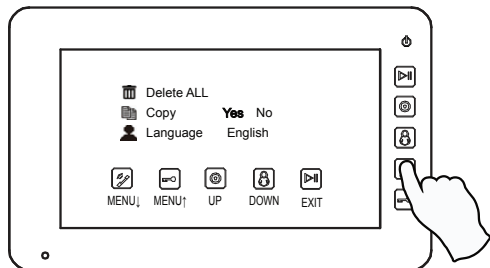 Delete ALL
Copy Yes No
Language English
MENU↓ MENU↑ UP DOWN EXIT